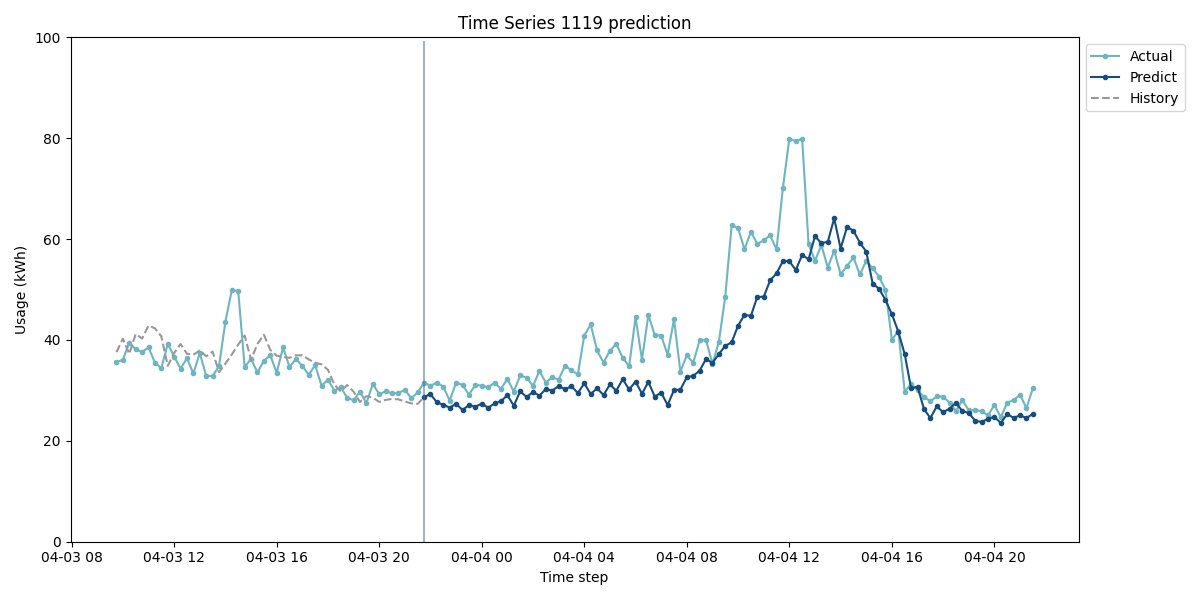 Time Series 1119 prediction
100
80
60
40
20
0
Usage (kWh)
04-03 08
04-03 12
04-03 16
04-03 20
04-04 00
04-04 04
04-04 08
04-04 12
04-04 16
04-04 20
Time step
Actual
Predict
History